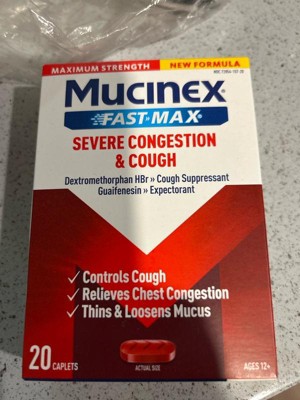 MAXIMUM STRENGTH NEW FORMULA
Mucinex®
FAST-MAX®
SEVERE CONGESTION
& COUGH
Dextromethorphan HBr » Cough Suppressant
Guaifenesin » Expectorant
✓ Controls Cough
✓ Relieves Chest Congestion
✓ Thins & Loosens Mucus
20 CAPLETS
ACTUAL SIZE
AGES 12+